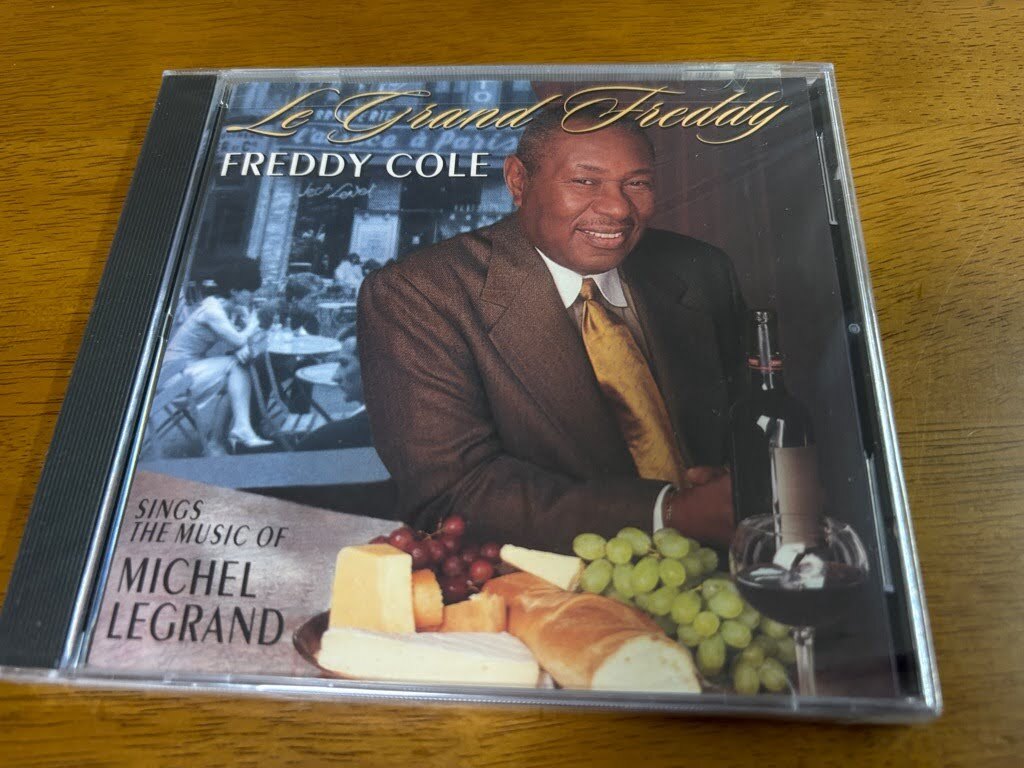 Le Grand Freddy
FREDDY COLE
SINGS
THE MUSIC OF
MICHEL
LEGRAND